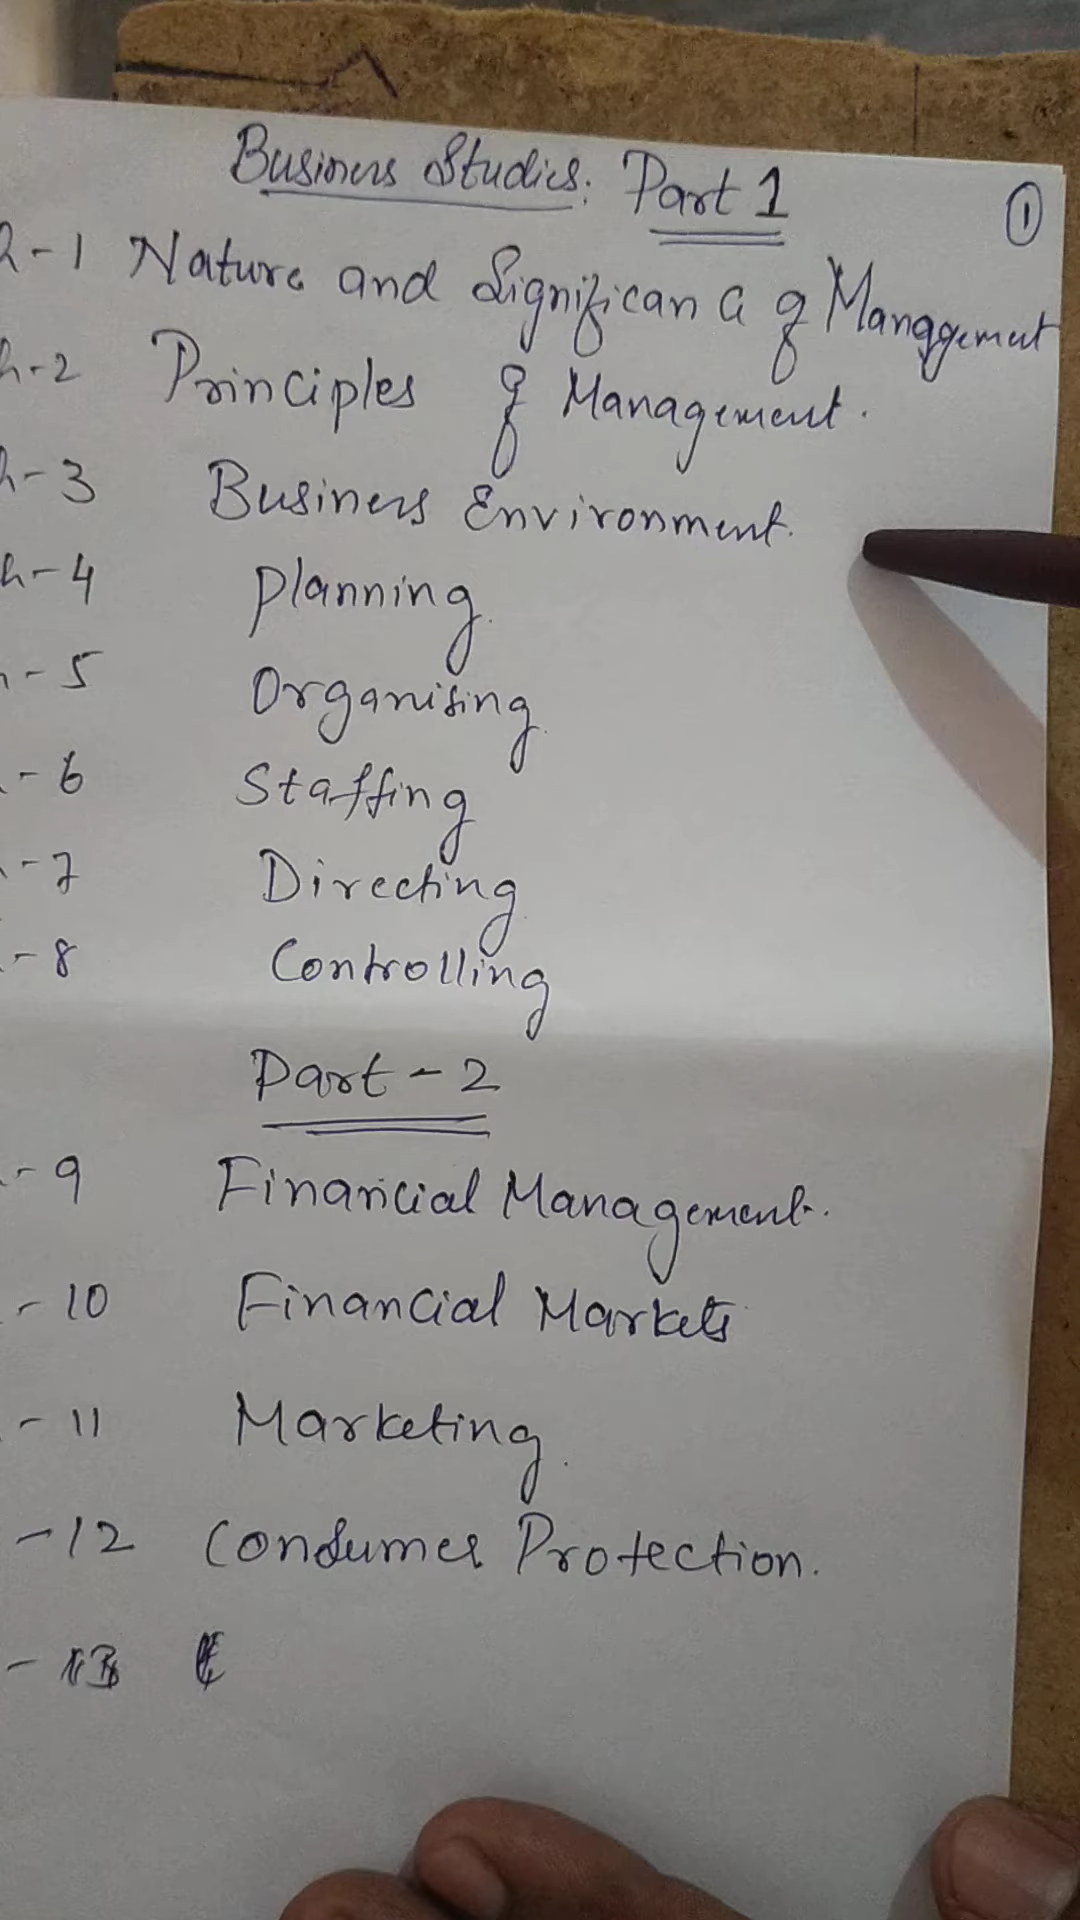 Business Studies. Part 1
1
h-1 Nature and Significance of Management
h-2 Principles of Management.
h-3 Business Environment.
h-4 Planning
h-5 Organising
-6 Staffing
-7 Directing
-8 Controlling
Part-2
-9 Financial Management.
-10 Financial Markets
-11 Marketing
-12 Consumer Protection.
-13